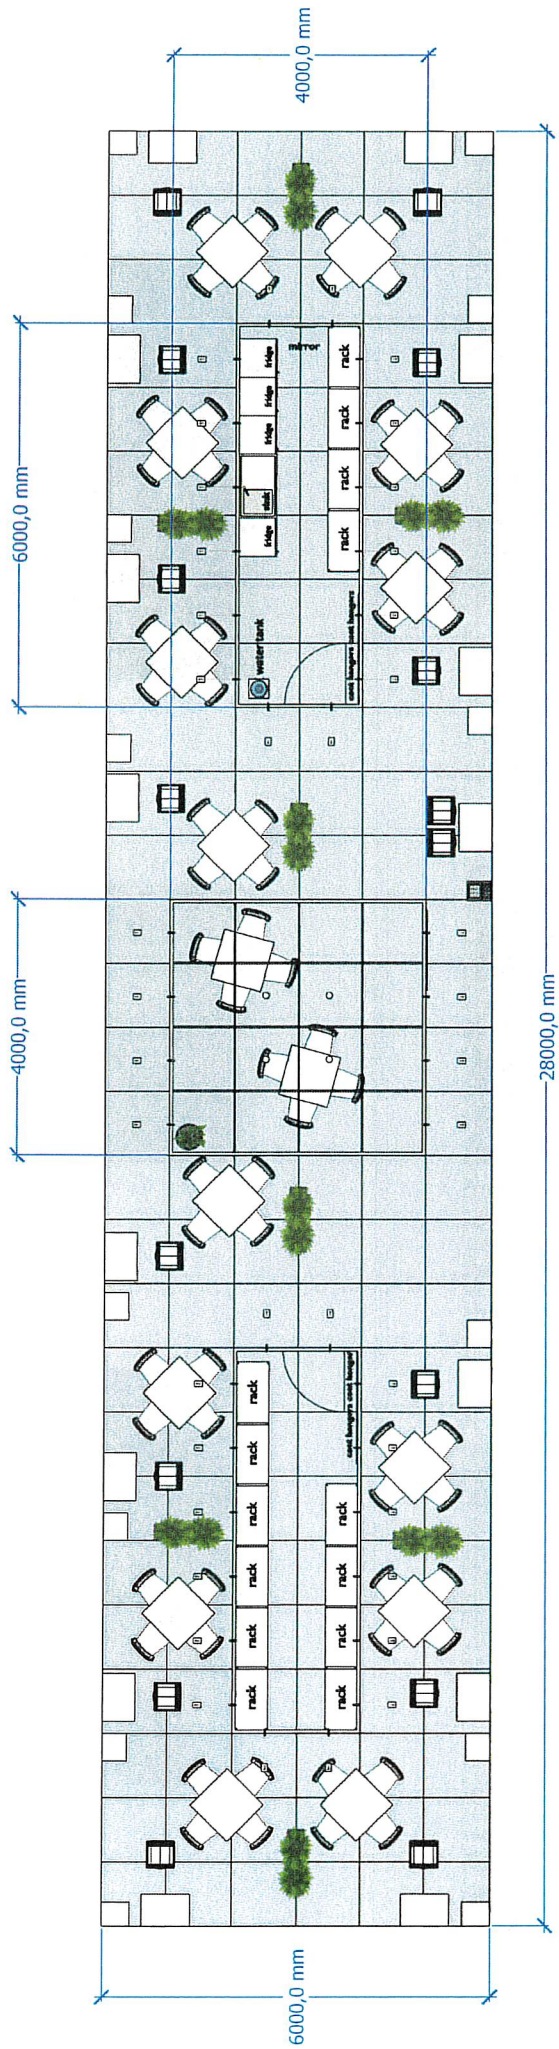 4000,0 mm
6000,0 mm
mirror
fridge
rack
fridge
rack
fridge
sink
rack
fridge
rack
water tank
coat hangers coat hangers
4000,0 mm
28000,0 mm
coat hangers coat hanger
rack
rack
rack
rack
rack
rack
rack
rack
rack
rack
6000,0 mm